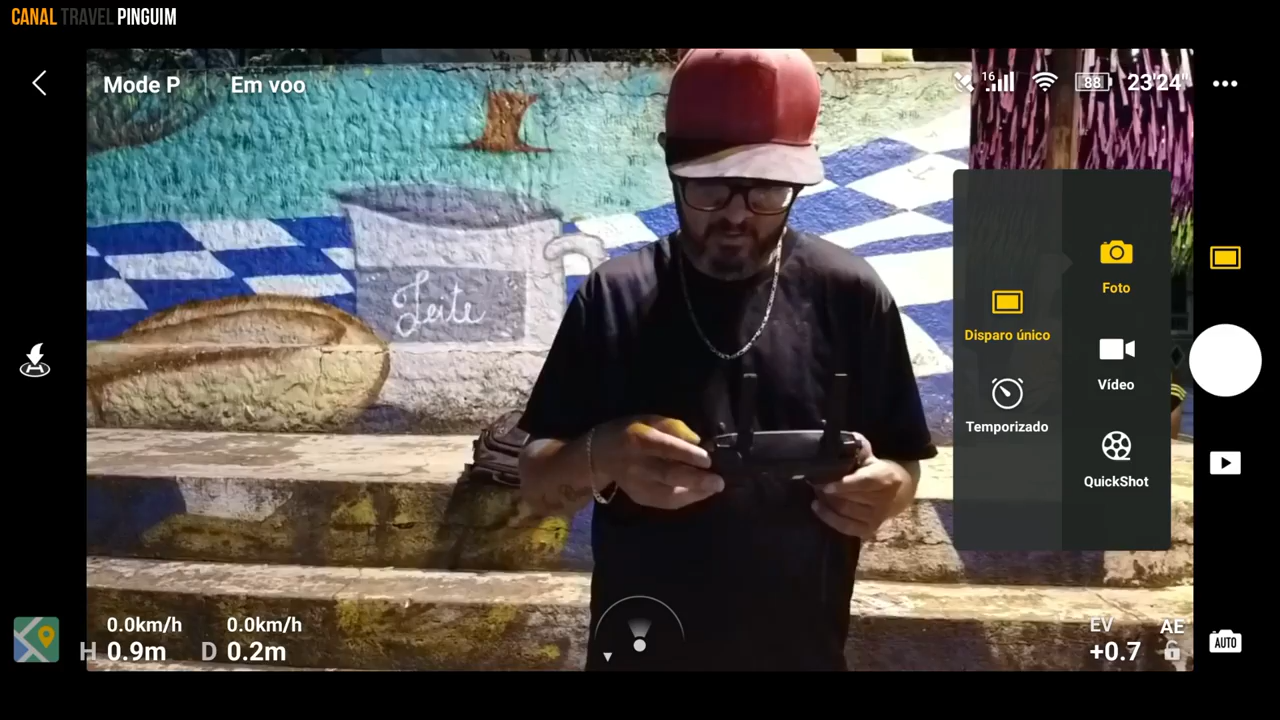 CANAL TRAVEL PINGUIM
Mode P
Em voo
16
88
23'24"
Leite
Foto
Disparo único
Vídeo
Temporizado
QuickShot
0.0km/h 0.0km/h
H 0.9m D 0.2m
EV
+0.7
AE
AUTO